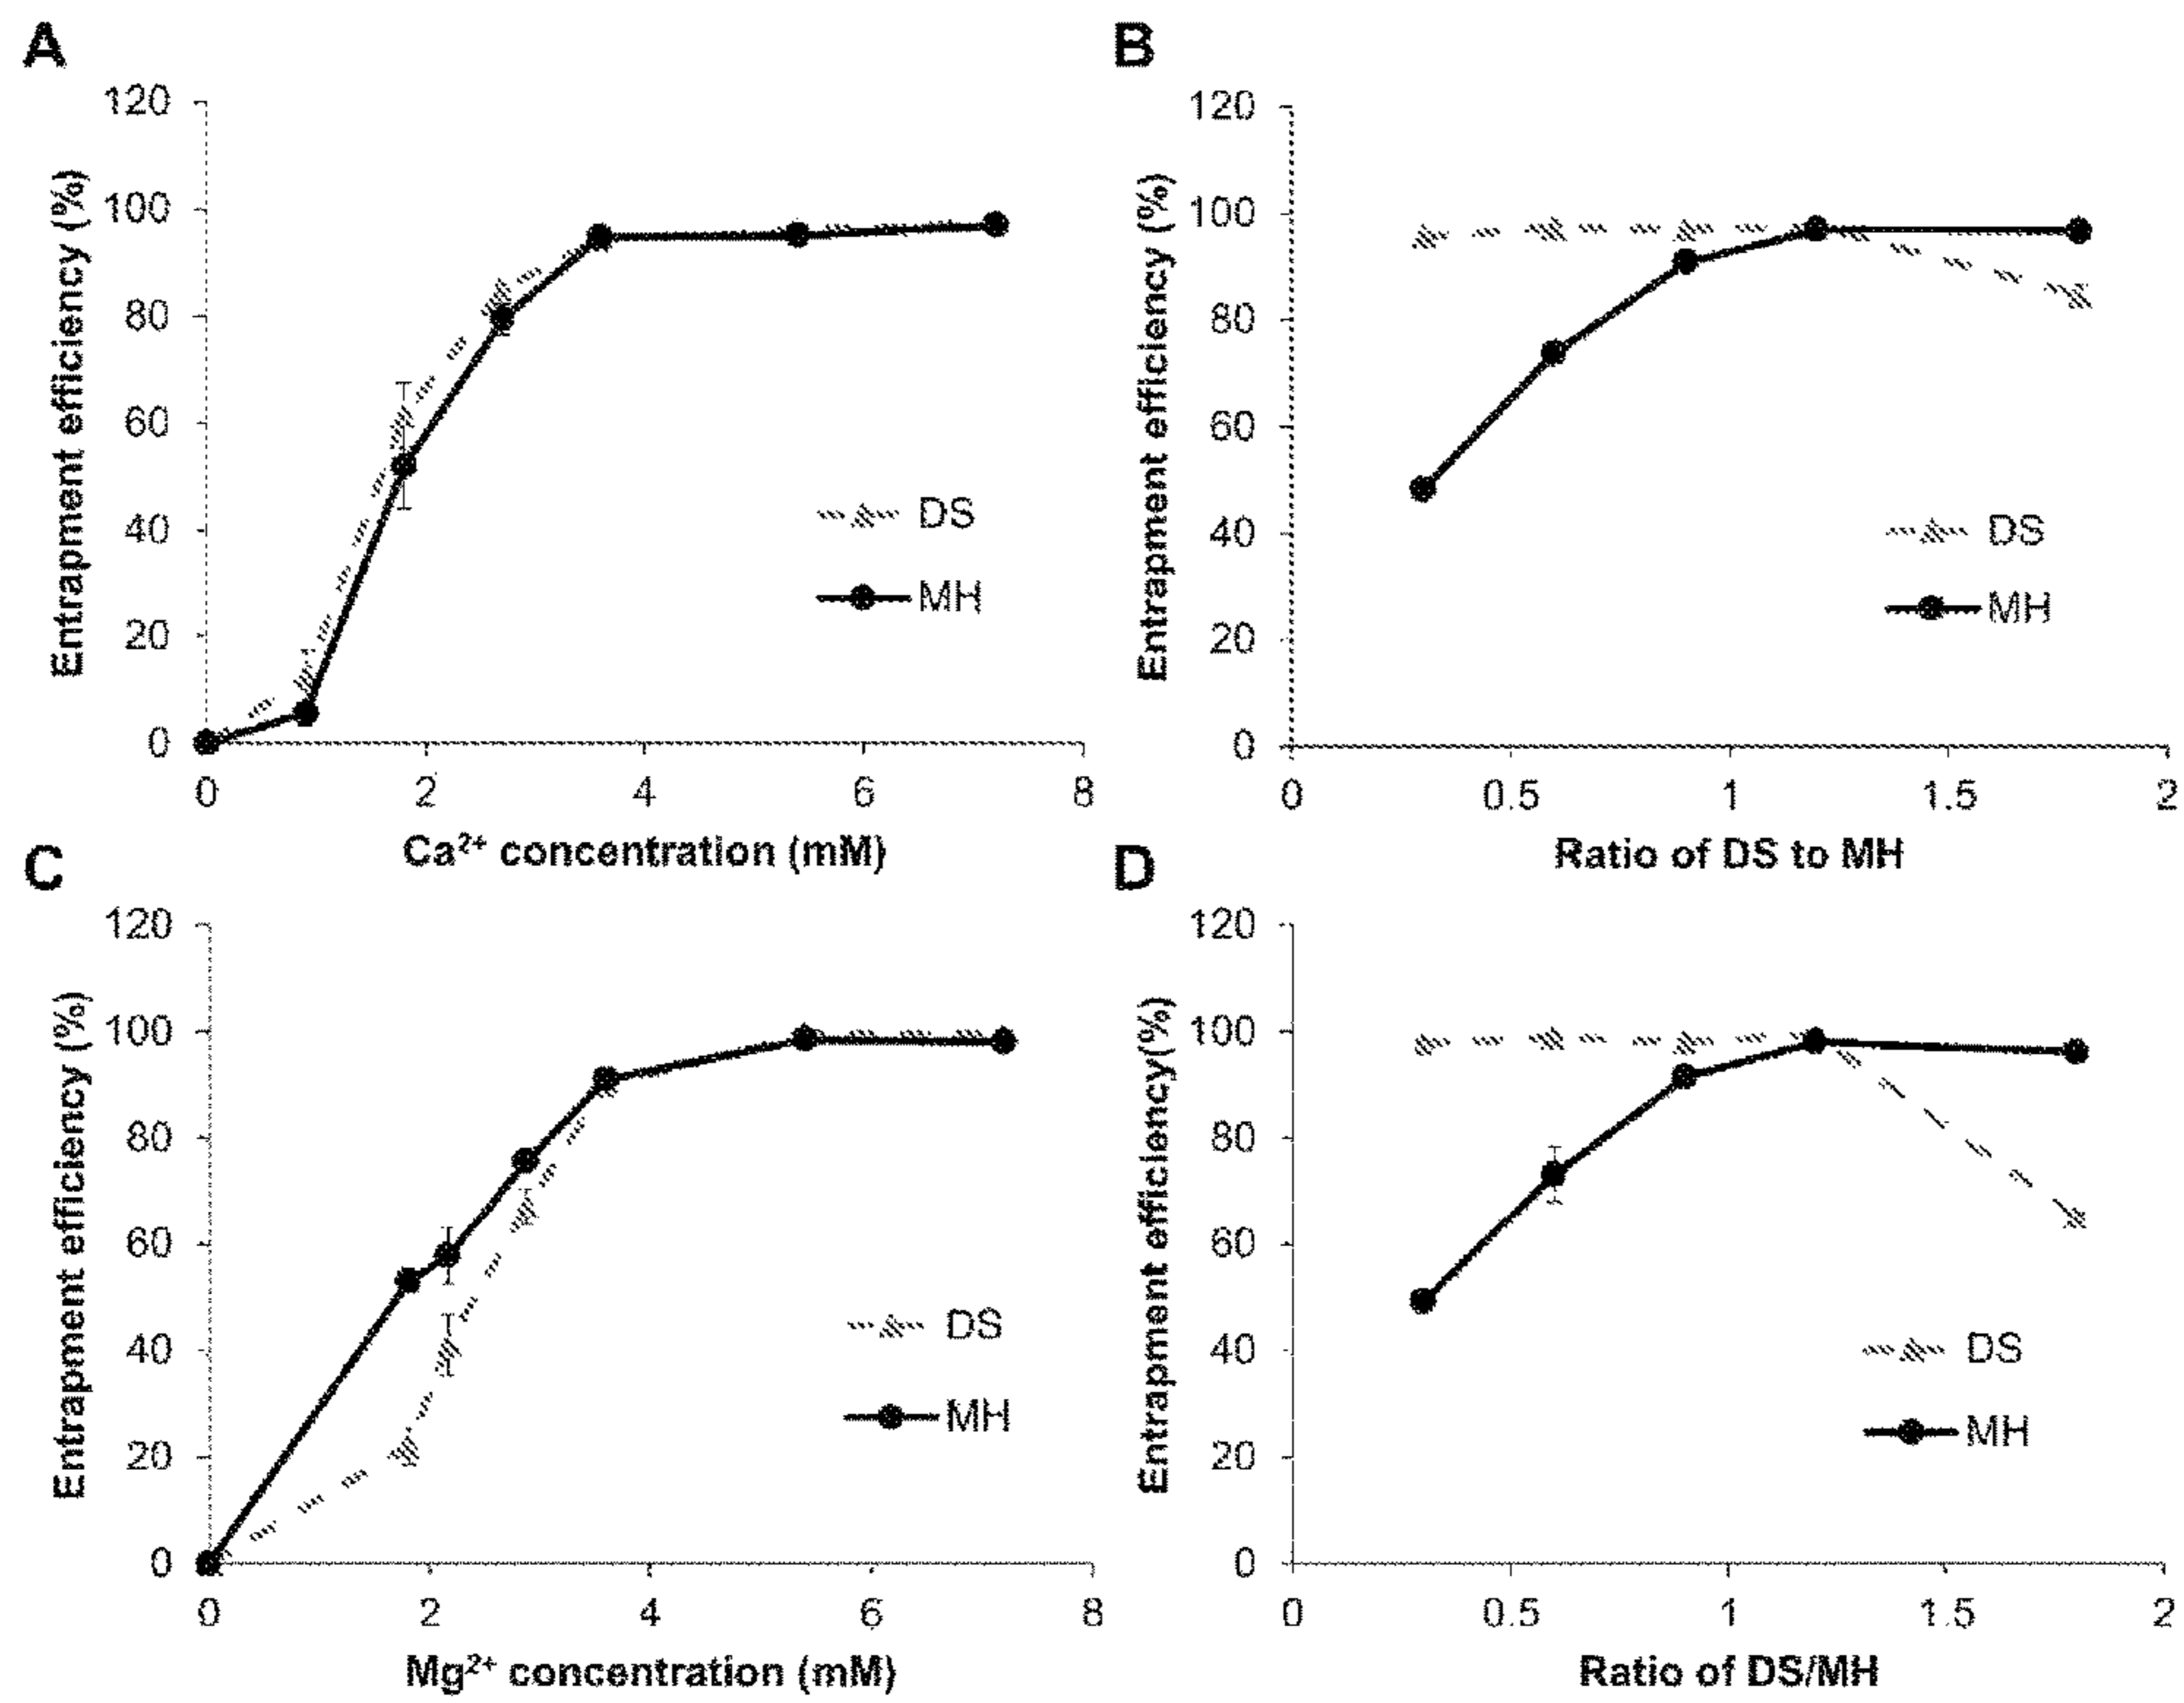 A
120
100
80
60
40
20
0
0 2 4 6 8
Entrapment efficiency (%)
Ca²⁺ concentration (mM)
DS
MH
B
120
100
80
60
40
20
0
0 0.5 1 1.5 2
Entrapment efficiency (%)
Ratio of DS to MH
DS
MH
C
120
100
80
60
40
20
0
0 2 4 6 8
Entrapment efficiency (%)
Mg²⁺ concentration (mM)
DS
MH
D
120
100
80
60
40
20
0
0 0.5 1 1.5 2
Entrapment efficiency(%)
Ratio of DS/MH
DS
MH